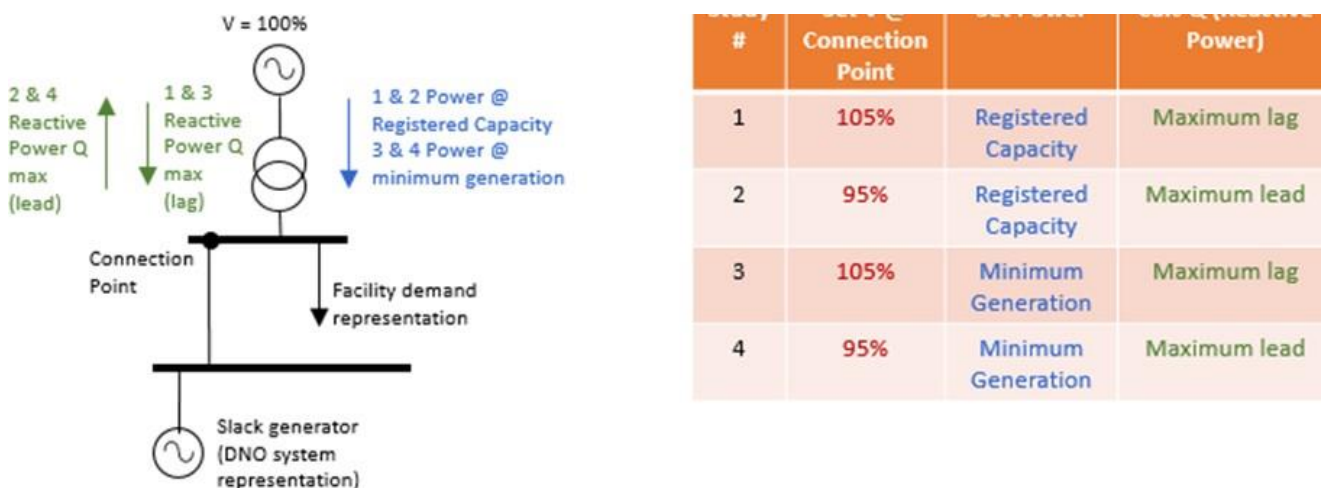 V = 100%
2 & 4
Reactive
Power Q
max
(lead)
1 & 3
Reactive
Power Q
max
(lag)
1 & 2 Power @
Registered Capacity
3 & 4 Power @
minimum generation
Connection
Point
Facility demand
representation
Slack generator
(DNO system
representation)
#
Connection
Point
Power)
1
105%
Registered
Capacity
Maximum lag
2
95%
Registered
Capacity
Maximum lead
3
105%
Minimum
Generation
Maximum lag
4
95%
Minimum
Generation
Maximum lead